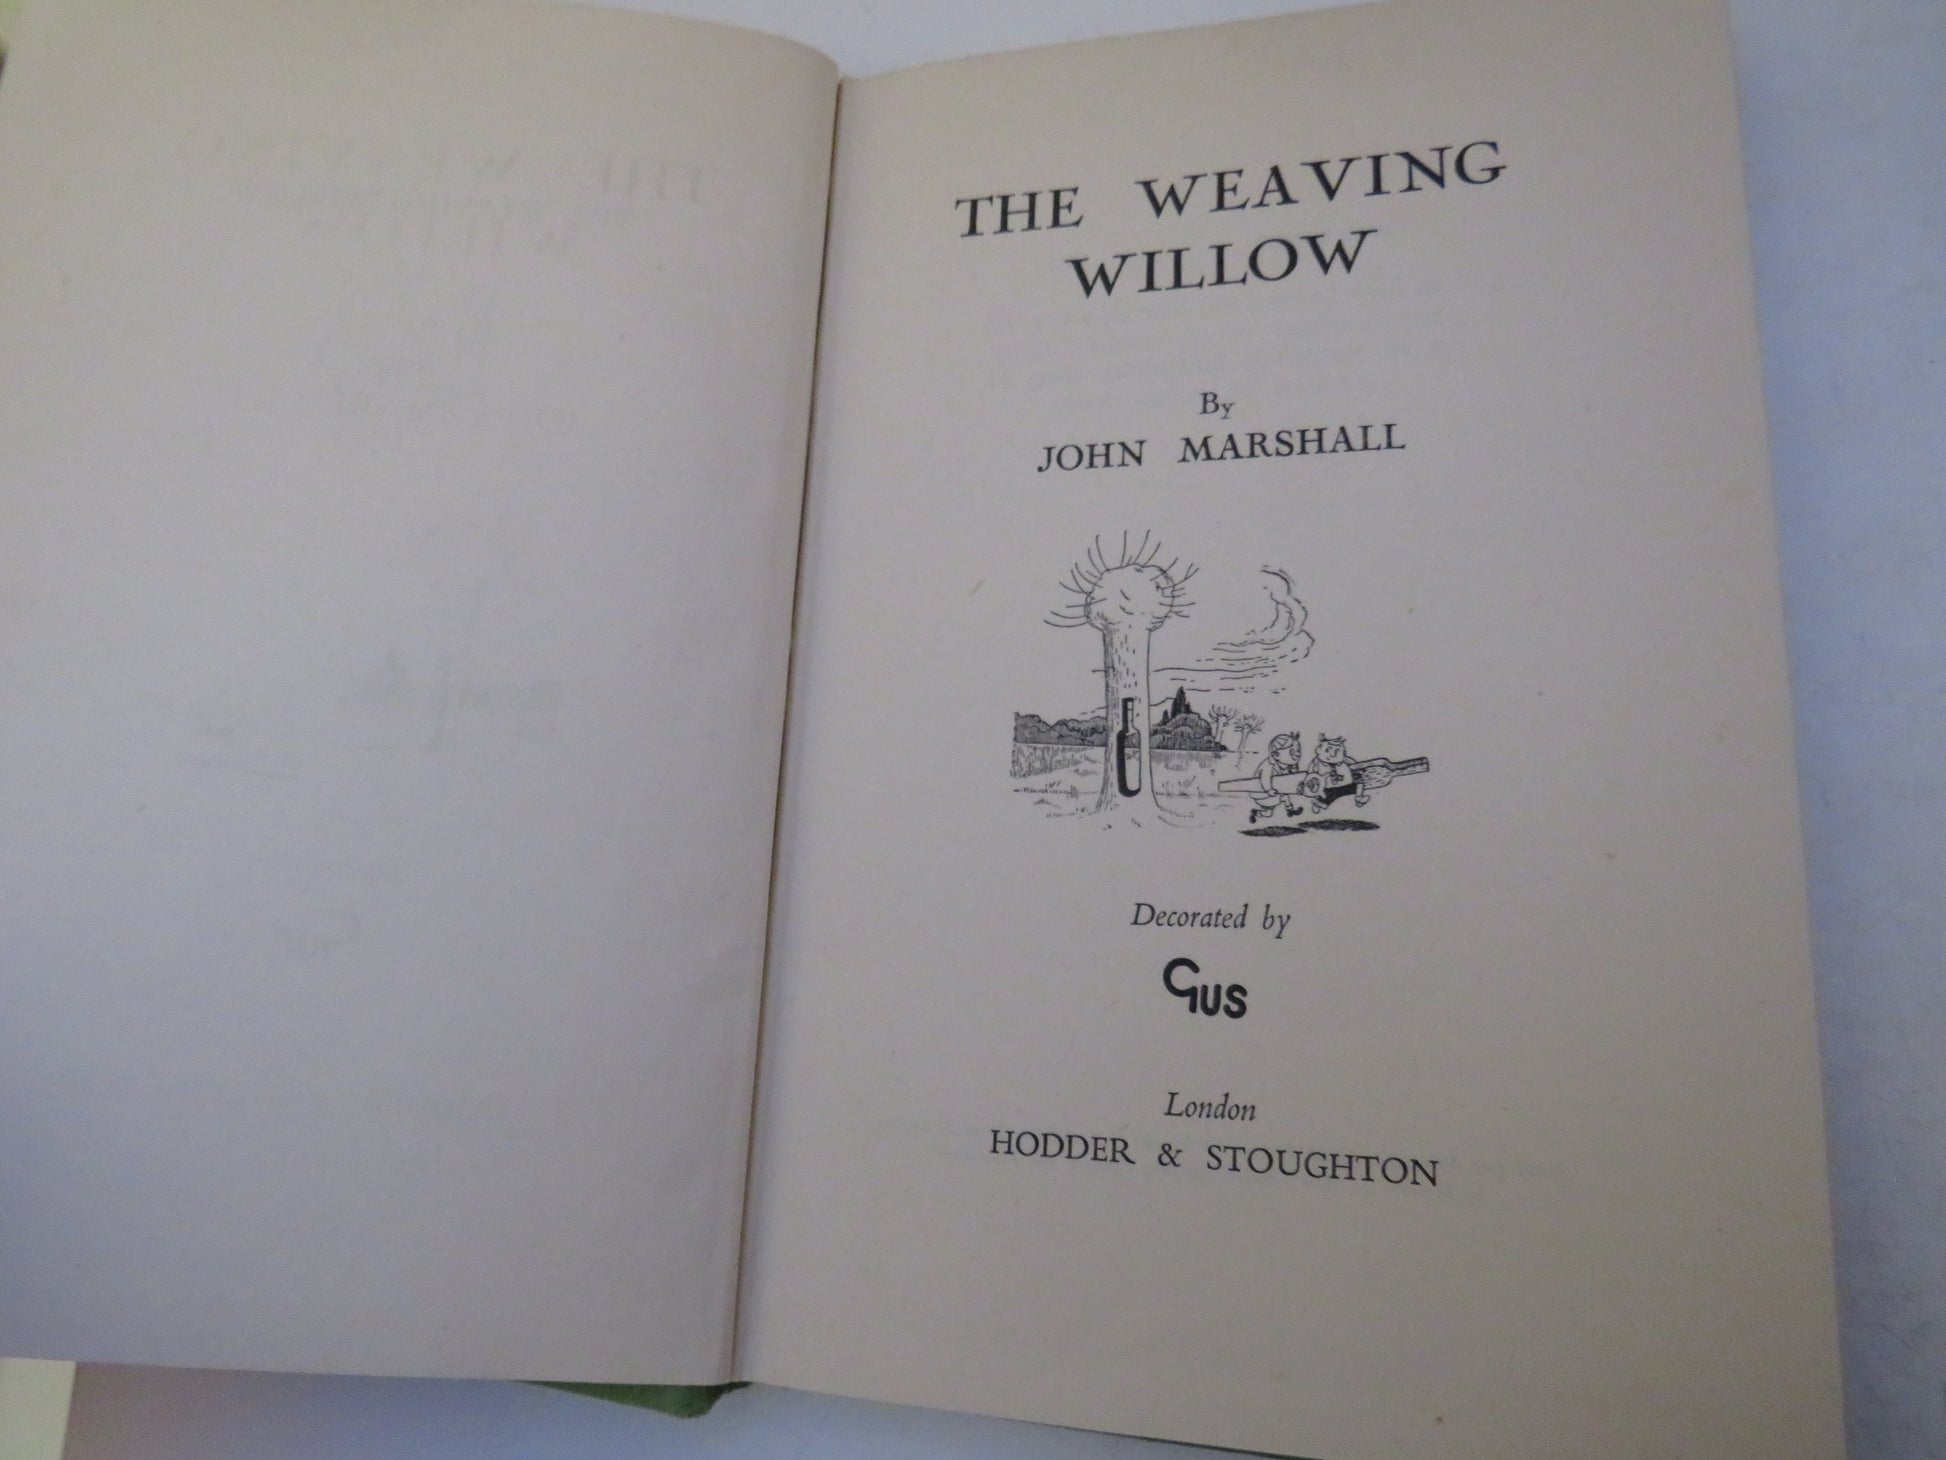 THE WEAVING
WILLOW
By
JOHN MARSHALL
Decorated by
GUS
London
HODDER & STOUGHTON